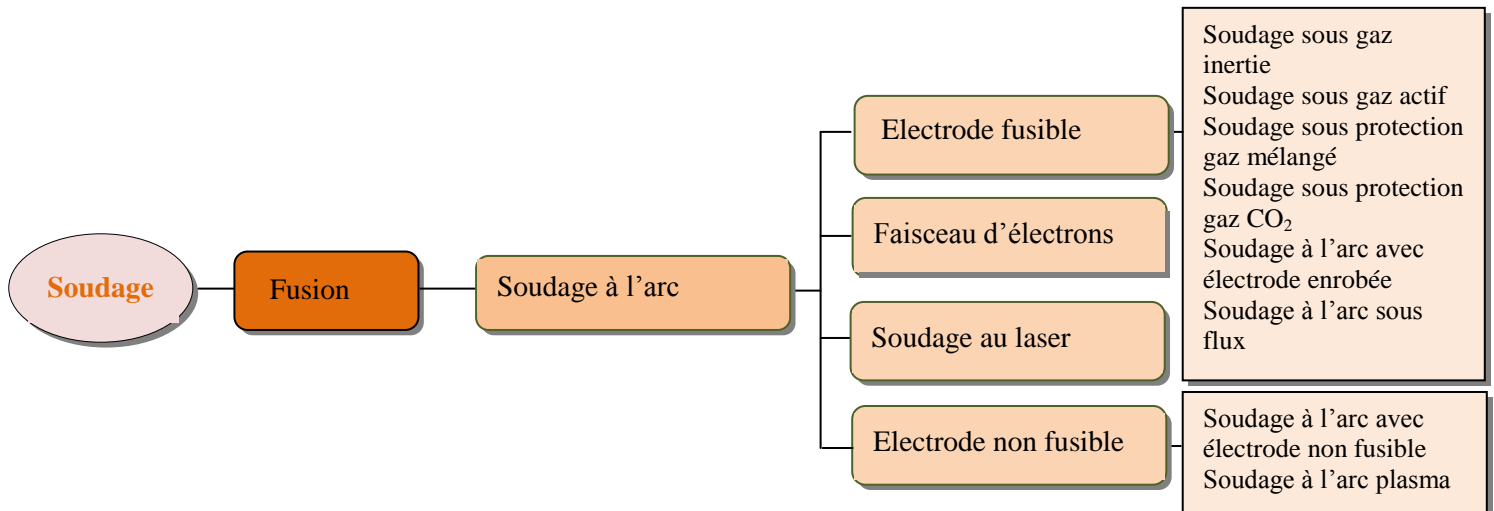 Soudage
Fusion
Soudage à l’arc
Electrode fusible
Faisceau d’électrons
Soudage au laser
Electrode non fusible
Soudage sous gaz
inertie
Soudage sous gaz actif
Soudage sous protection
gaz mélangé
Soudage sous protection
gaz CO₂
Soudage à l’arc avec
électrode enrobée
Soudage à l’arc sous
flux
Soudage à l’arc avec
électrode non fusible
Soudage à l’arc plasma